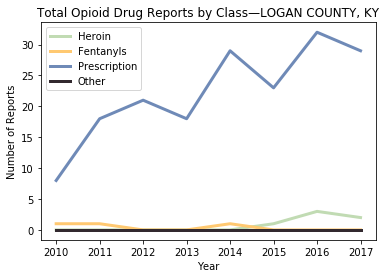 Total Opioid Drug Reports by Class—LOGAN COUNTY, KY
Heroin
Fentanyls
Prescription
Other
Number of Reports
30
25
20
15
10
5
0
2010 2011 2012 2013 2014 2015 2016 2017
Year